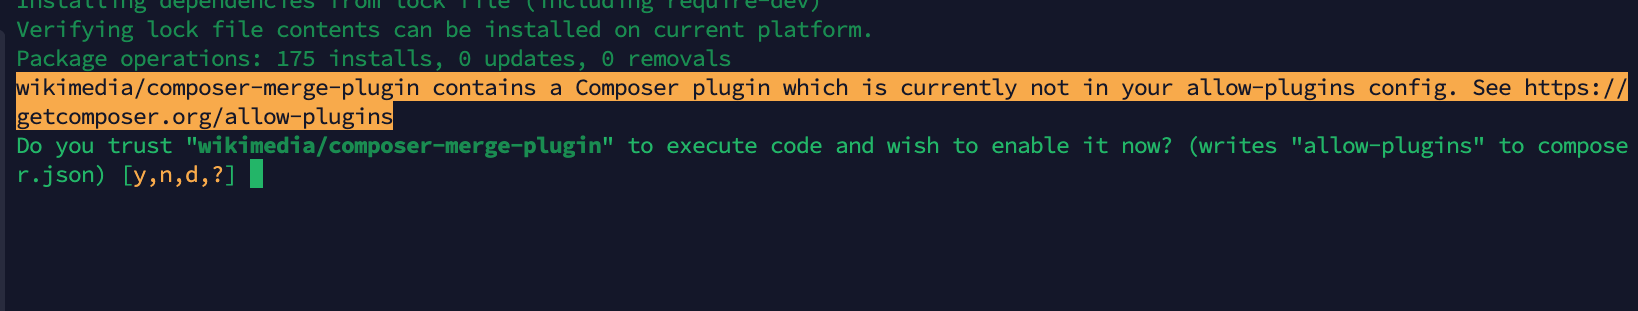 Installing dependencies from lock file (including require-dev)
Verifying lock file contents can be installed on current platform.
Package operations: 175 installs, 0 updates, 0 removals
wikimedia/composer-merge-plugin contains a Composer plugin which is currently not in your allow-plugins config. See https://
getcomposer.org/allow-plugins
Do you trust "wikimedia/composer-merge-plugin" to execute code and wish to enable it now? (writes "allow-plugins" to compose
r.json) [y,n,d,?]